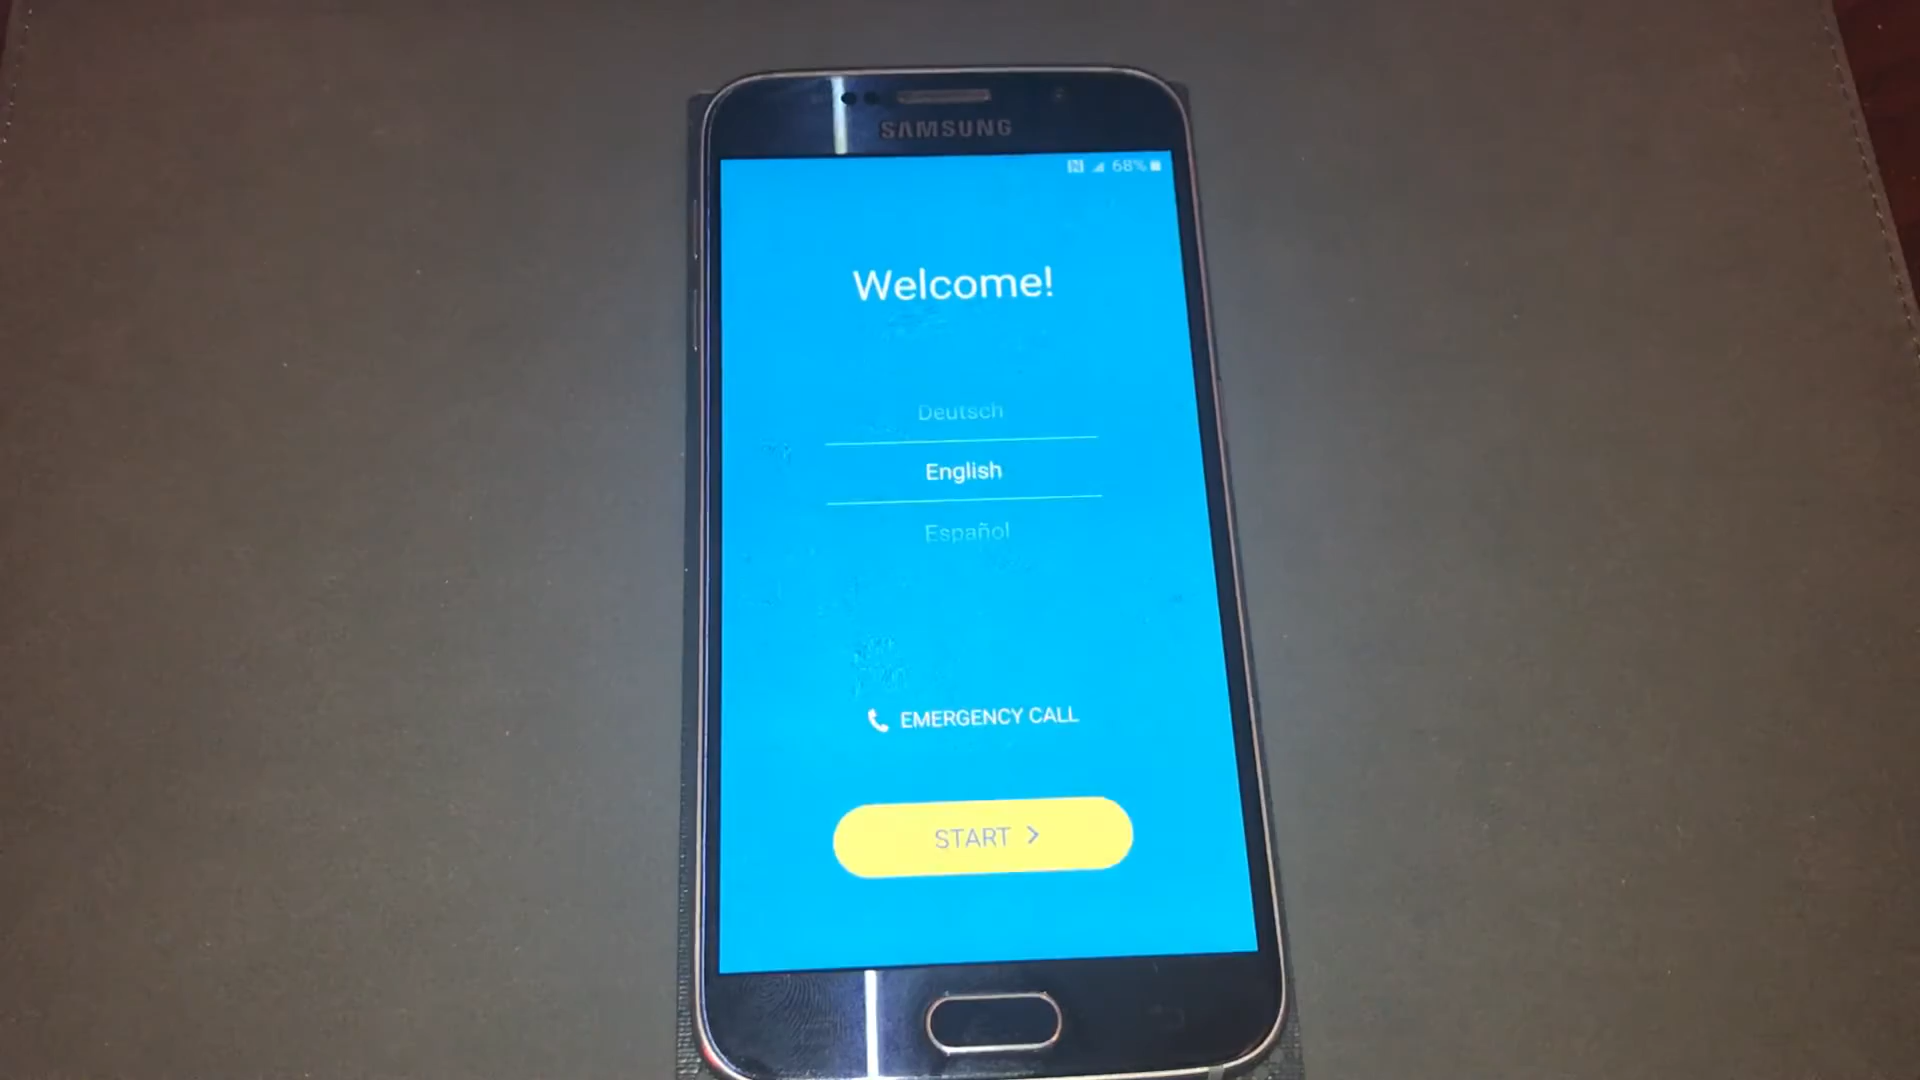 SAMSUNG
68%
Welcome!
Deutsch
English
Español
EMERGENCY CALL
START >